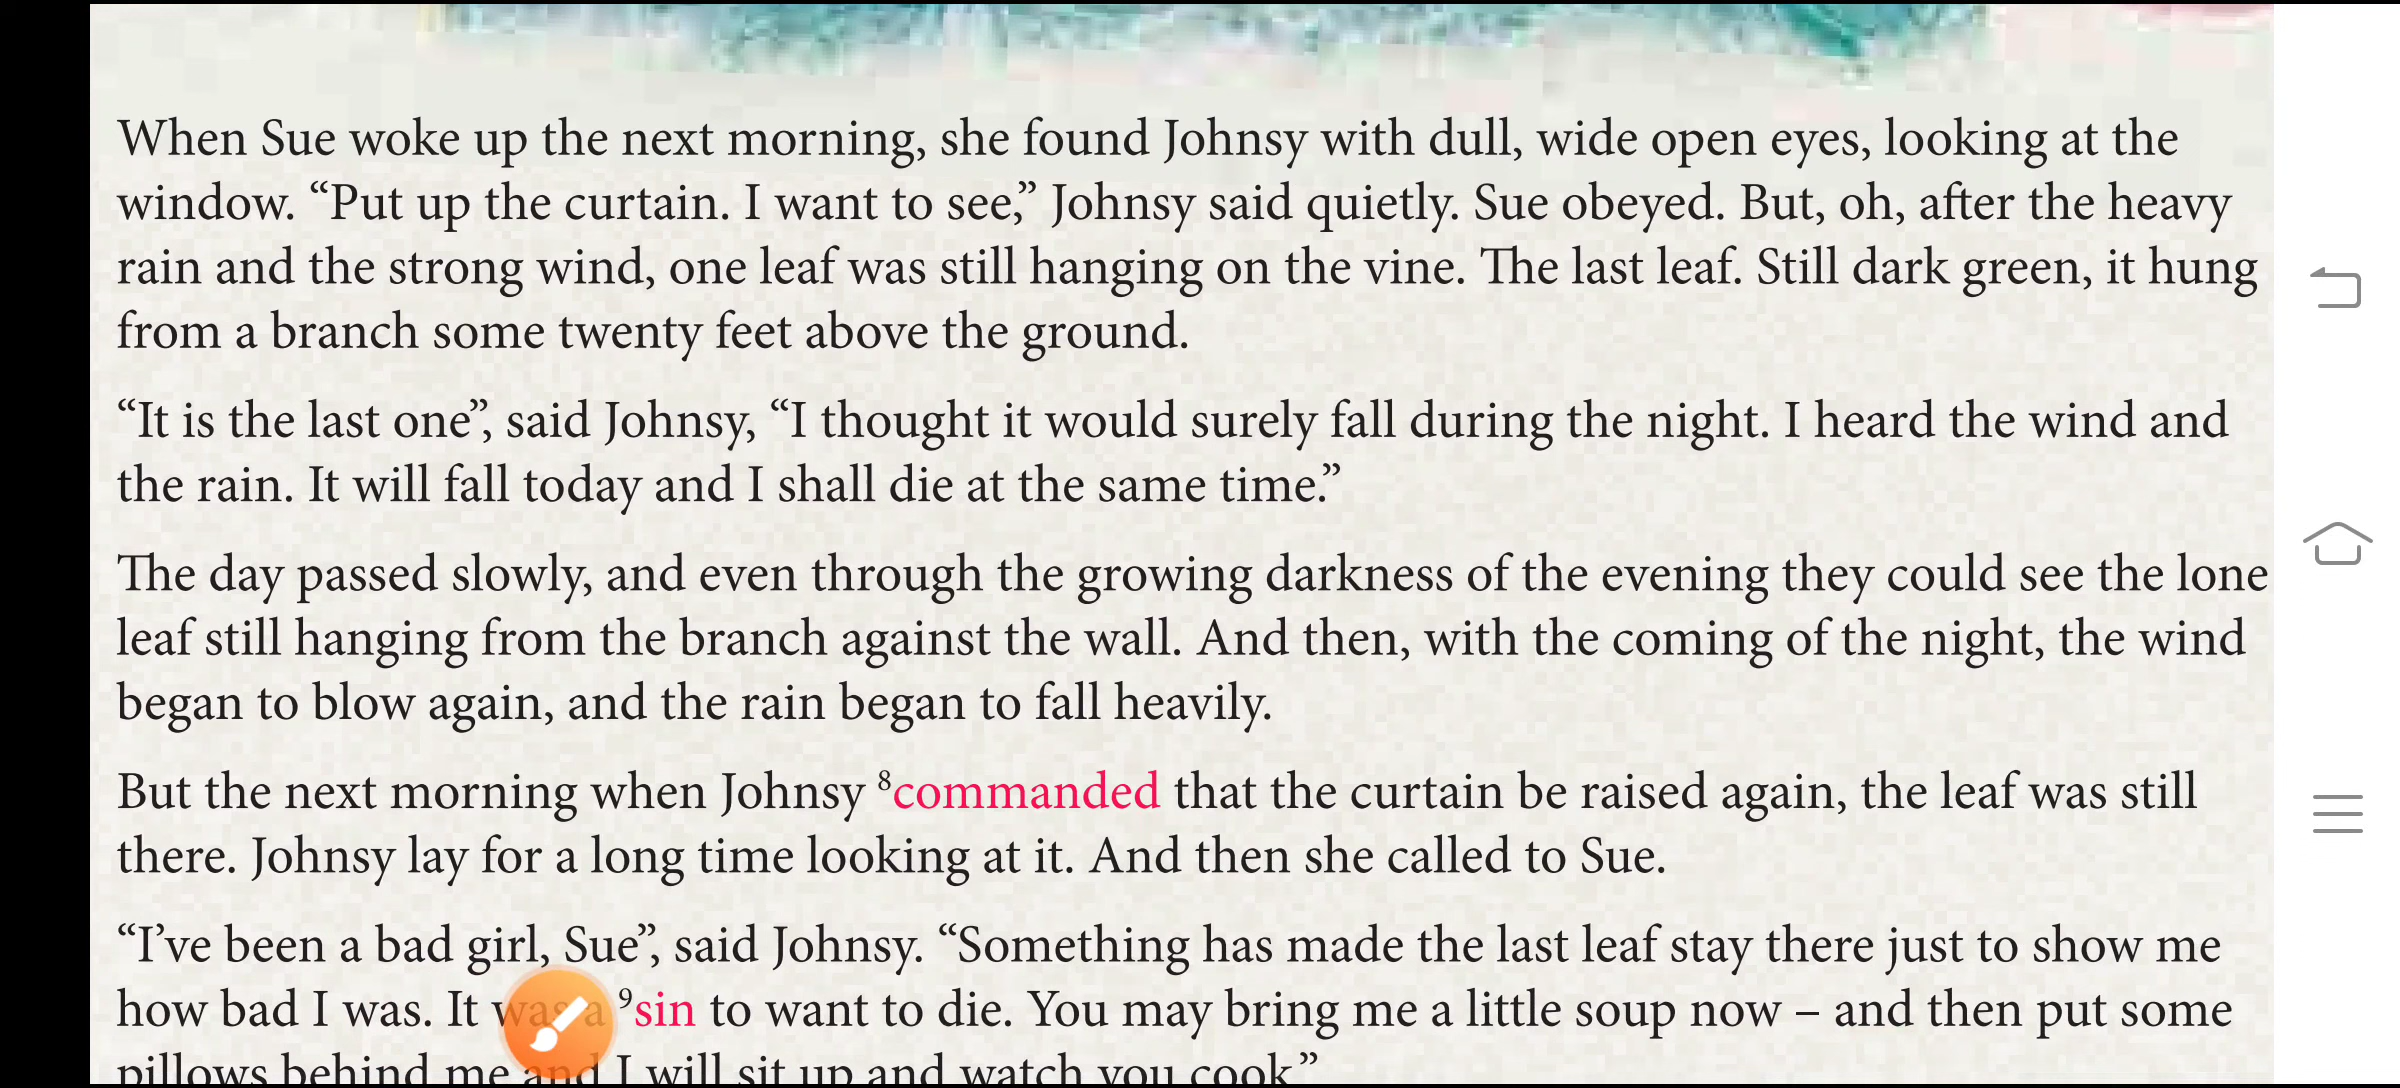 When Sue woke up the next morning, she found Johnsy with dull, wide open eyes, looking at the
window. “Put up the curtain. I want to see,” Johnsy said quietly. Sue obeyed. But, oh, after the heavy
rain and the strong wind, one leaf was still hanging on the vine. The last leaf. Still dark green, it hung
from a branch some twenty feet above the ground.
“It is the last one”, said Johnsy, “I thought it would surely fall during the night. I heard the wind and
the rain. It will fall today and I shall die at the same time.”
The day passed slowly, and even through the growing darkness of the evening they could see the lone
leaf still hanging from the branch against the wall. And then, with the coming of the night, the wind
began to blow again, and the rain began to fall heavily.
But the next morning when Johnsy ⁸commanded that the curtain be raised again, the leaf was still
there. Johnsy lay for a long time looking at it. And then she called to Sue.
“I’ve been a bad girl, Sue”, said Johnsy. “Something has made the last leaf stay there just to show me
how bad I was. It was a ⁹sin to want to die. You may bring me a little soup now – and then put some
pillows behind me and I will sit up and watch you cook”